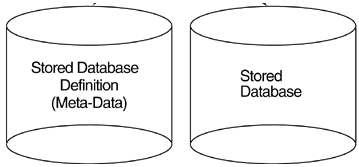 Stored Database
Definition
(Meta-Data)
Stored
Database